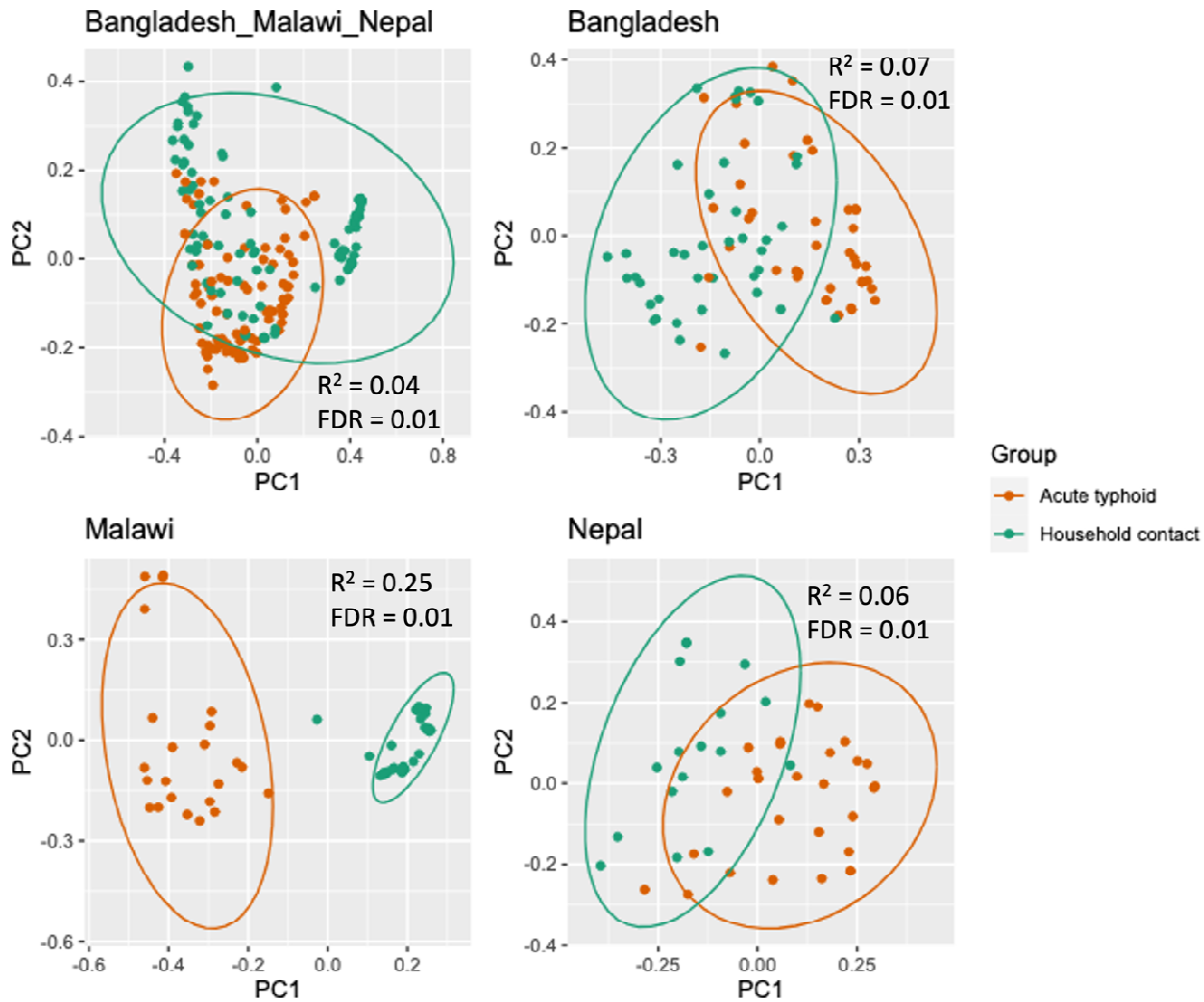 Bangladesh_Malawi_Nepal
R² = 0.04
FDR = 0.01
0.4
0.2
0.0
-0.2
-0.4
-0.4
0.0
0.4
0.8
PC1
PC2
Bangladesh
R² = 0.07
FDR = 0.01
0.4
0.2
0.0
-0.2
-0.4
-0.3
0.0
0.3
PC1
PC2
Group
Acute typhoid
Household contact
Malawi
R² = 0.25
FDR = 0.01
0.3
0.0
-0.3
-0.6
-0.6
-0.4
-0.2
0.0
0.2
PC1
PC2
Nepal
R² = 0.06
FDR = 0.01
0.4
0.2
0.0
-0.2
-0.4
-0.25
0.00
0.25
PC1
PC2